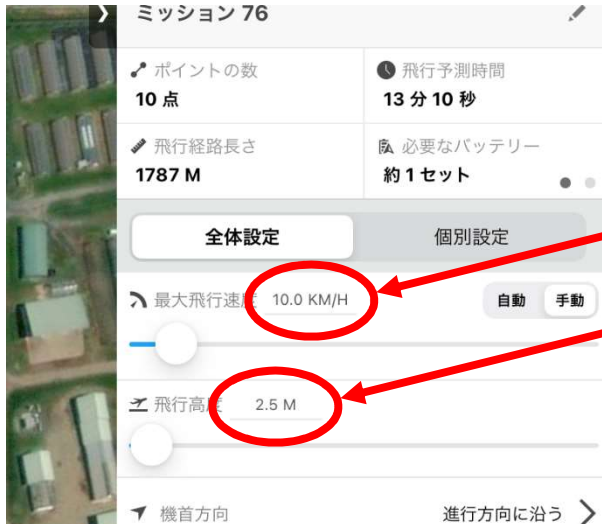 ミッション 76
ポイントの数
10 点
飛行予測時間
13 分 10 秒
飛行経路長さ
1787 M
必要なバッテリー
約 1 セット
全体設定
個別設定
最大飛行速度 10.0 KM/H
自動 手動
飛行高度 2.5 M
機首方向 進行方向に沿う